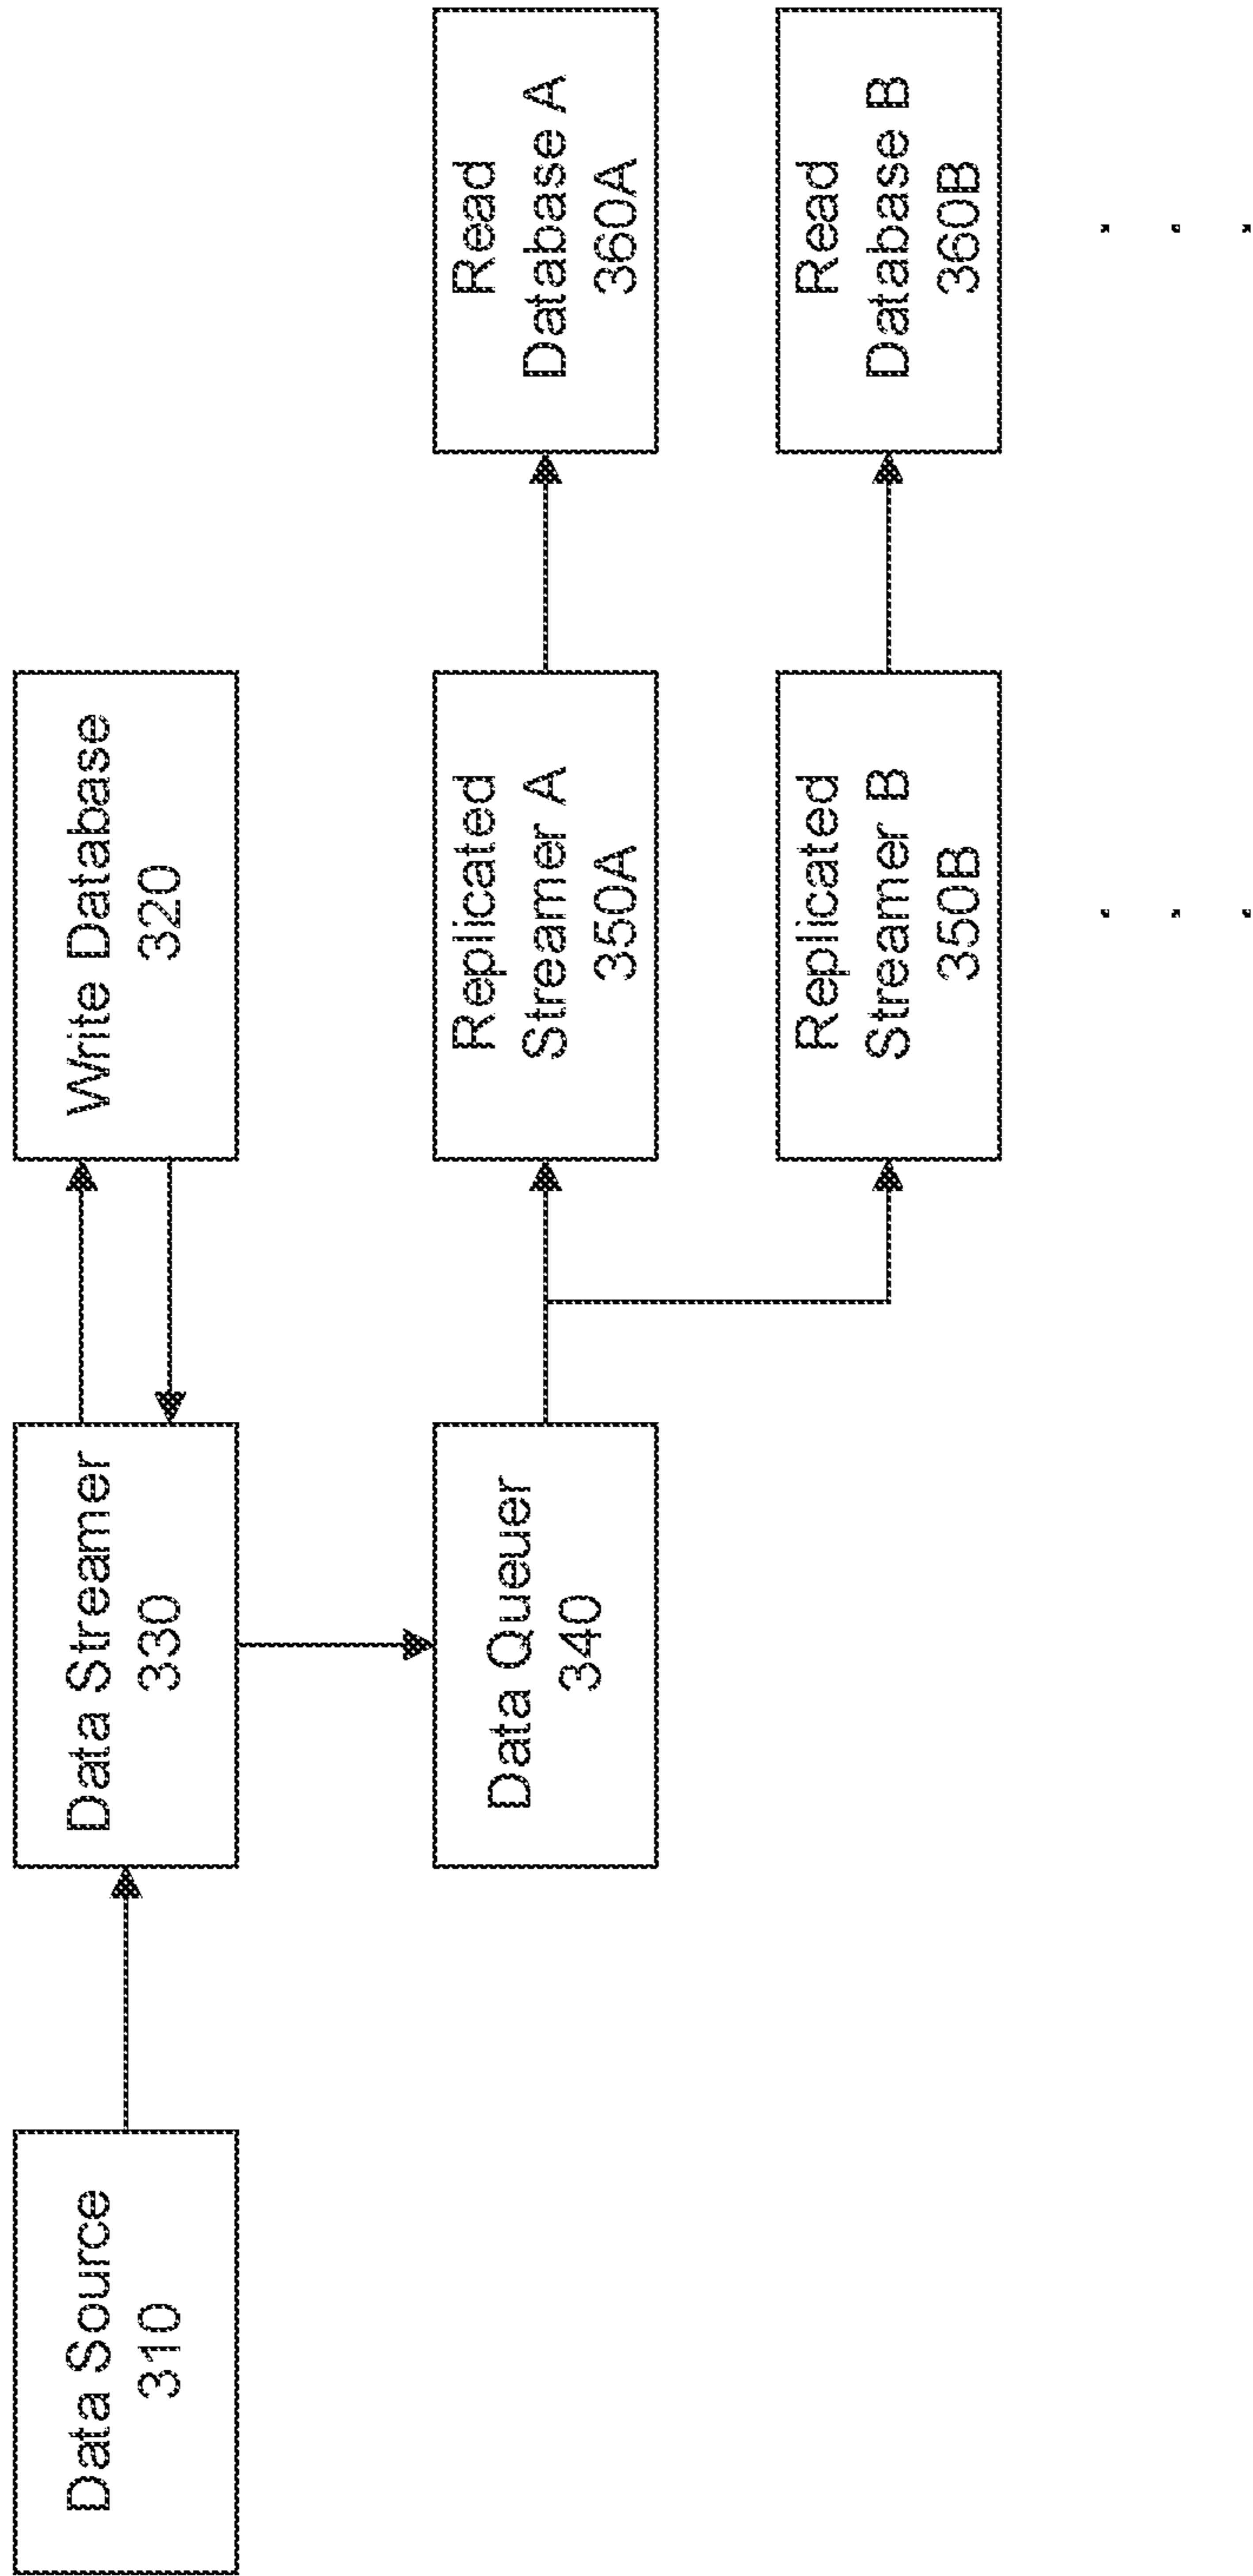 Data Source
310
Data Streamer
330
Write Database
320
Data Queuer
340
Replicated
Streamer A
350A
Read
Database A
360A
Replicated
Streamer B
350B
Read
Database B
360B